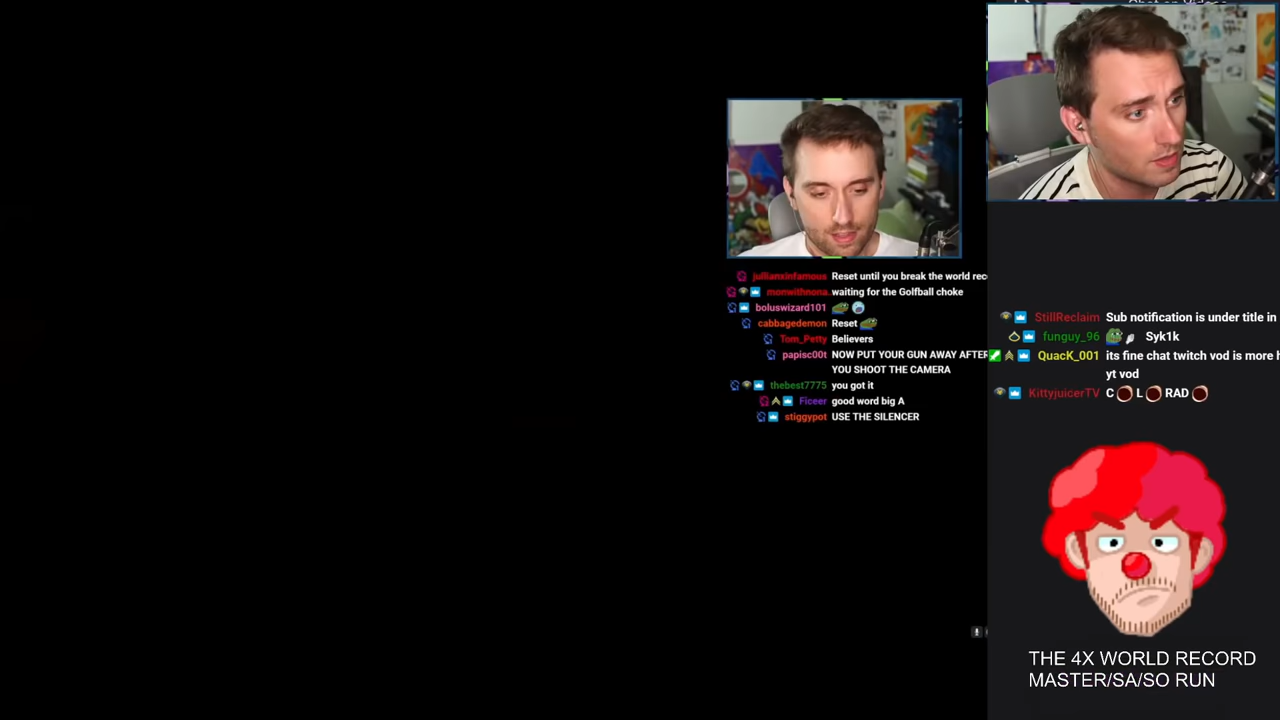 jullianxinfamous Reset until you break the world rec
monwithnona waiting for the Golfball choke
boluswizard101
cabbagedemon Reset
Tom_Petty Believers
papisc00t NOW PUT YOUR GUN AWAY AFTER
YOU SHOOT THE CAMERA
thebest7775 you got it
Ficeer good word big A
stiggypot USE THE SILENCER
StillReclaim Sub notification is under title in
funguy_96 Syk1k
QuacK_001 its fine chat twitch vod is more h
yt vod
KittyjuicerTV C L RAD
THE 4X WORLD RECORD
MASTER/SA/SO RUN